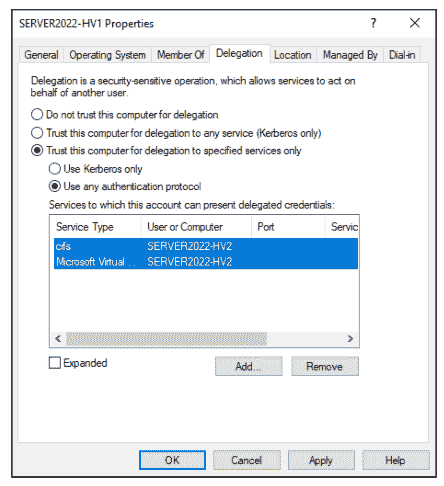 SERVER2022-HV1 Properties ? ×
General Operating System Member Of Delegation Location Managed By Dial-in
Delegation is a security-sensitive operation, which allows services to act on
behalf of another user.
Do not trust this computer for delegation
Trust this computer for delegation to any service (Kerberos only)
Trust this computer for delegation to specified services only
Use Kerberos only
Use any authentication protocol
Services to which this account can present delegated credentials:
Service Type User or Computer Port Servic
cifs SERVER2022-HV2
Microsoft Virtual ... SERVER2022-HV2
Expanded Add... Remove
OK Cancel Apply Help